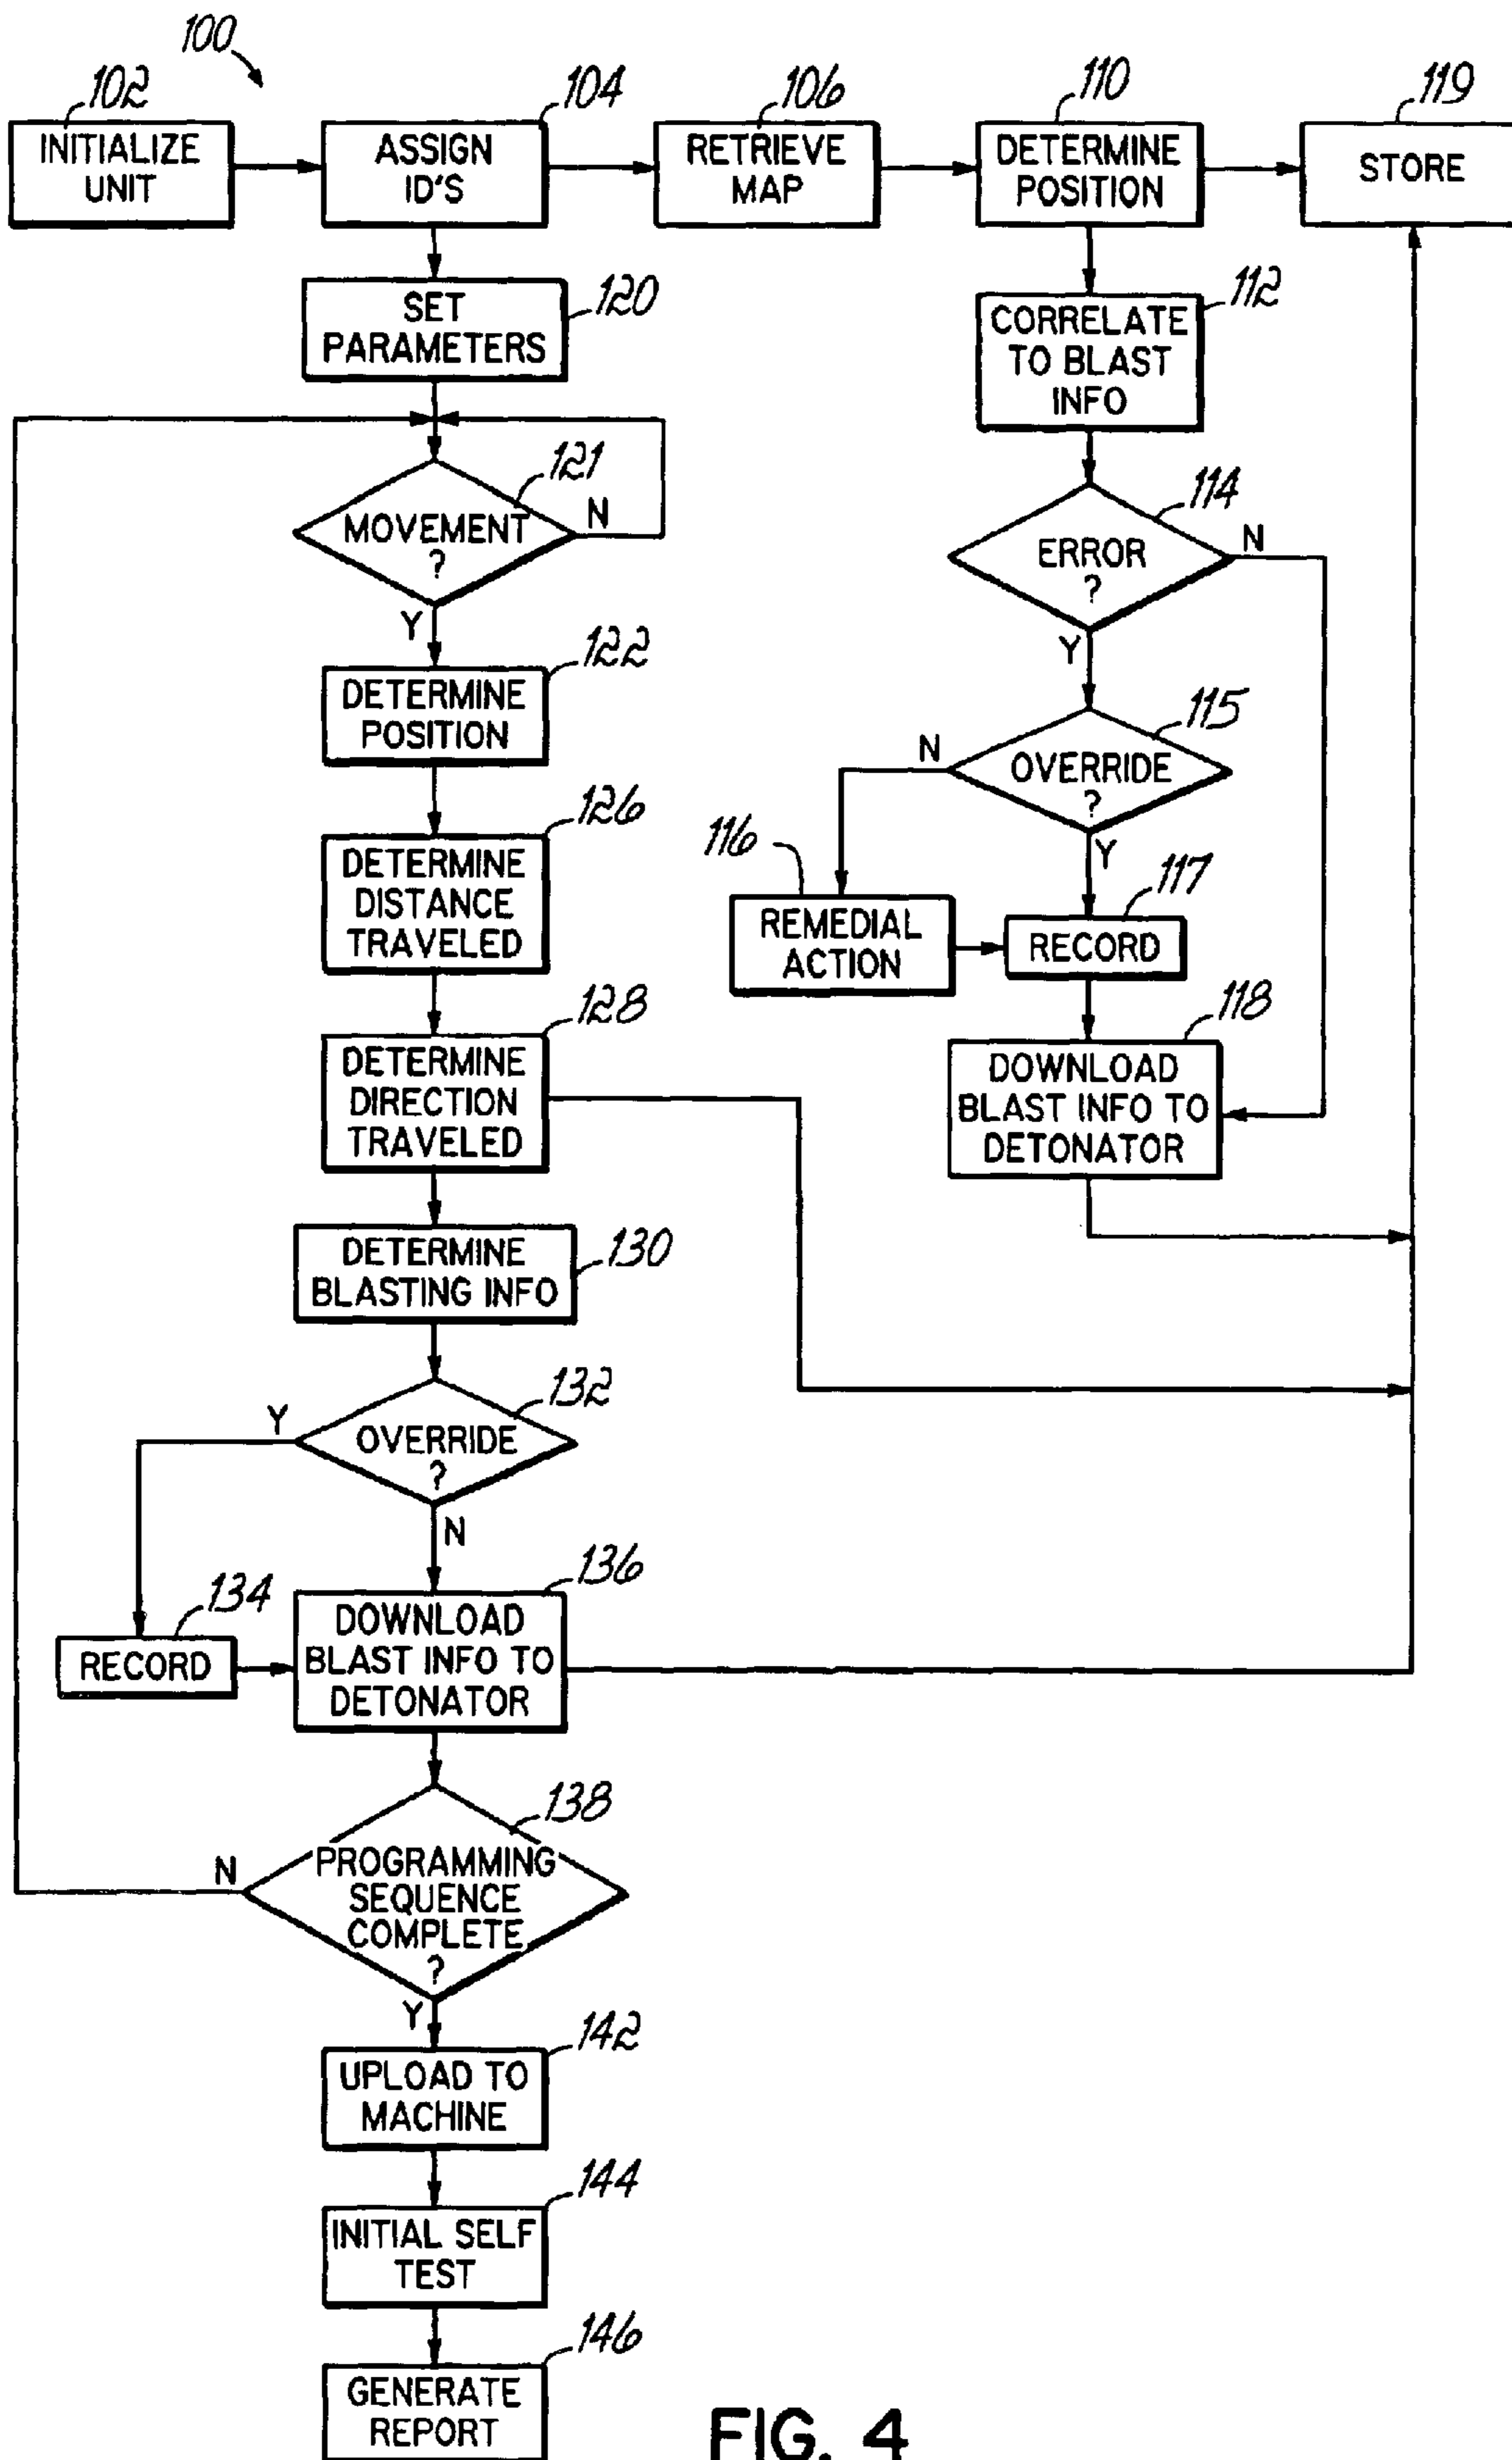 100
102
INITIALIZE
UNIT
104
ASSIGN
ID'S
106
RETRIEVE
MAP
110
DETERMINE
POSITION
119
STORE
120
SET
PARAMETERS
121
MOVEMENT
?
N
Y
122
DETERMINE
POSITION
126
DETERMINE
DISTANCE
TRAVELED
128
DETERMINE
DIRECTION
TRAVELED
130
DETERMINE
BLASTING INFO
132
OVERRIDE
?
Y
N
134
RECORD
136
DOWNLOAD
BLAST INFO TO
DETONATOR
138
PROGRAMMING
SEQUENCE
COMPLETE
?
N
Y
142
UPLOAD TO
MACHINE
144
INITIAL SELF
TEST
146
GENERATE
REPORT
112
CORRELATE
TO BLAST
INFO
114
ERROR
?
N
Y
115
OVERRIDE
?
N
Y
116
REMEDIAL
ACTION
117
RECORD
118
DOWNLOAD
BLAST INFO TO
DETONATOR
FIG. 4